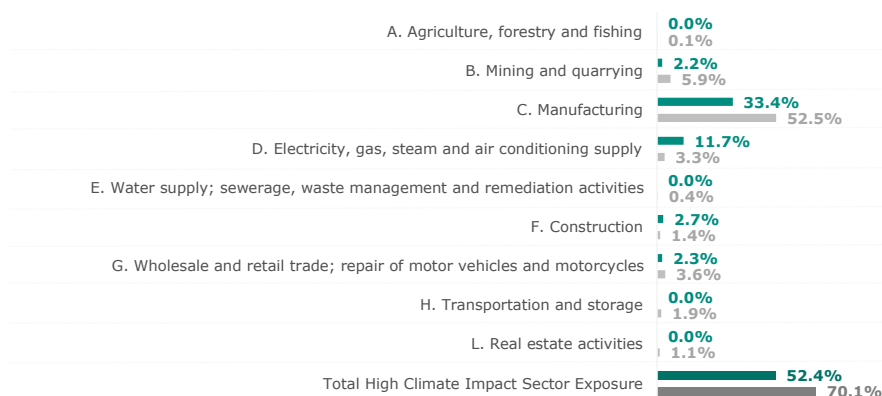 A. Agriculture, forestry and fishing
0.0%
0.1%
B. Mining and quarrying
2.2%
5.9%
C. Manufacturing
33.4%
52.5%
D. Electricity, gas, steam and air conditioning supply
11.7%
3.3%
E. Water supply; sewerage, waste management and remediation activities
0.0%
0.4%
F. Construction
2.7%
1.4%
G. Wholesale and retail trade; repair of motor vehicles and motorcycles
2.3%
3.6%
H. Transportation and storage
0.0%
1.9%
L. Real estate activities
0.0%
1.1%
Total High Climate Impact Sector Exposure
52.4%
70.1%